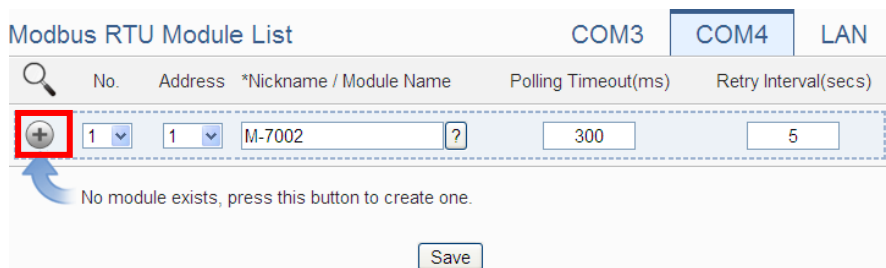 Modbus RTU Module List COM3 COM4 LAN
No. Address *Nickname / Module Name Polling Timeout(ms) Retry Interval(secs)
1 1 M-7002 ? 300 5
No module exists, press this button to create one.
Save